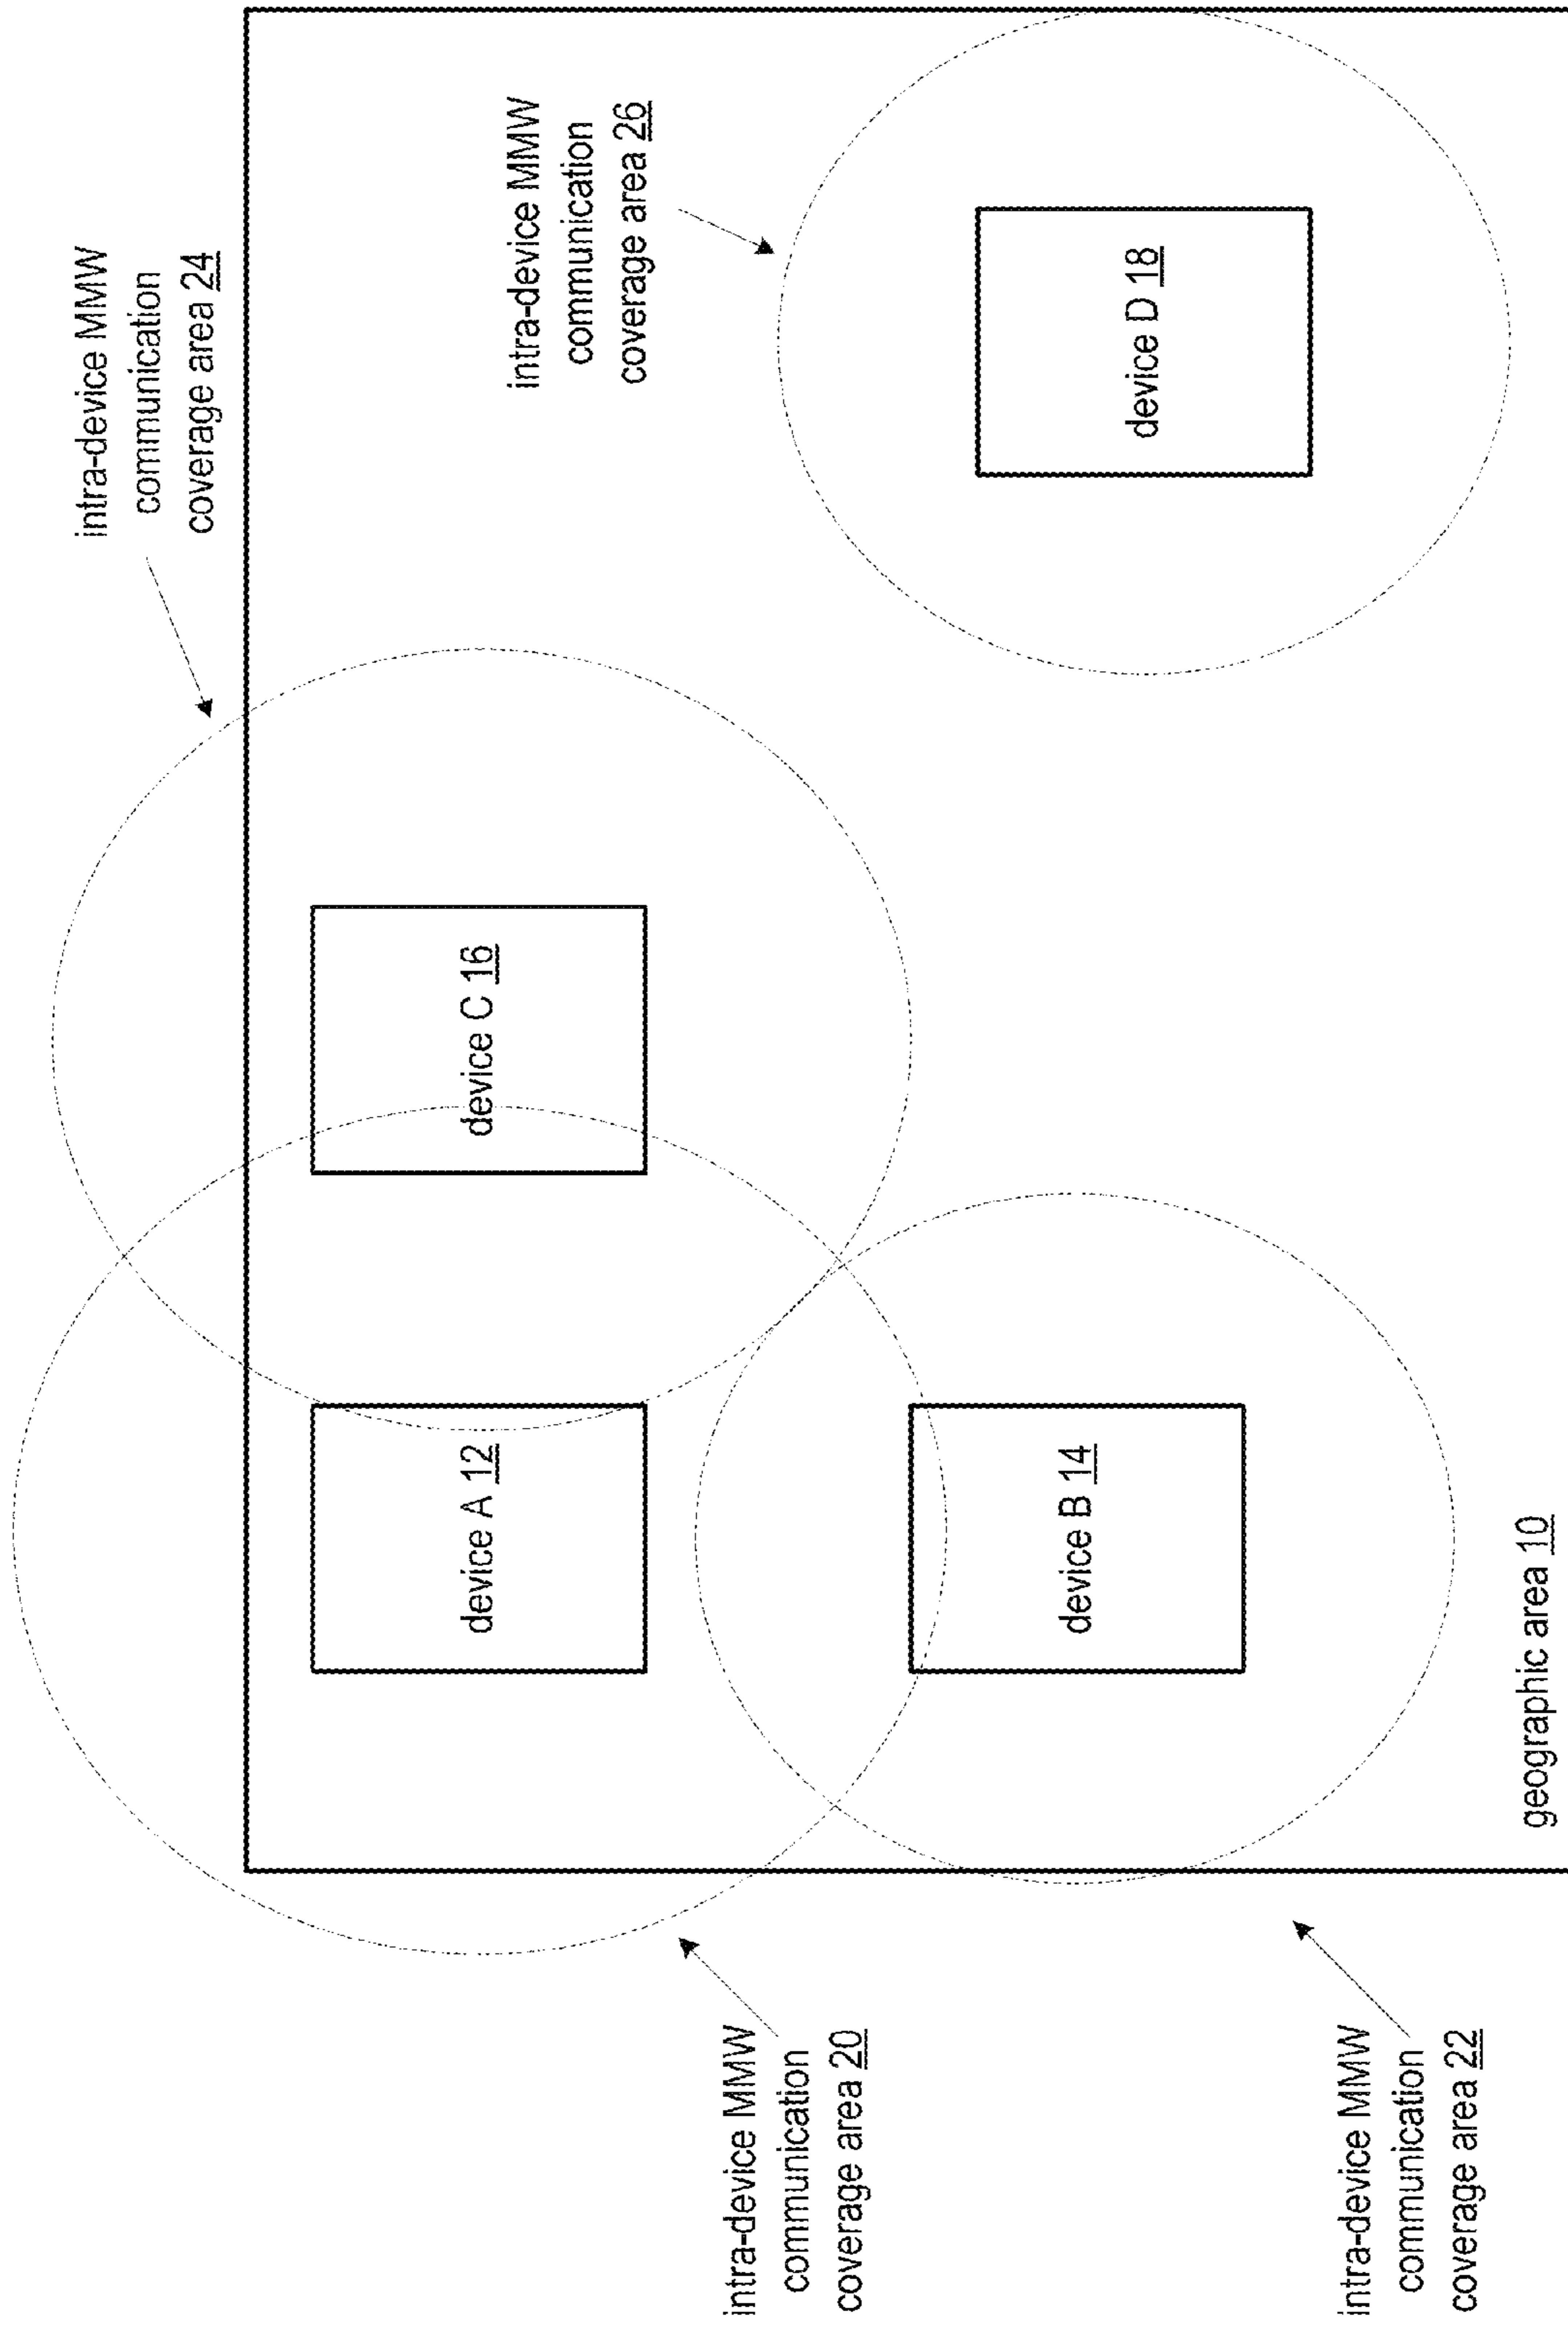 intra-device MMW
communication
coverage area 24
intra-device MMW
communication
coverage area 26
intra-device MMW
communication
coverage area 20
device A 12
device C 16
device B 14
device D 18
intra-device MMW
communication
coverage area 22
geographic area 10